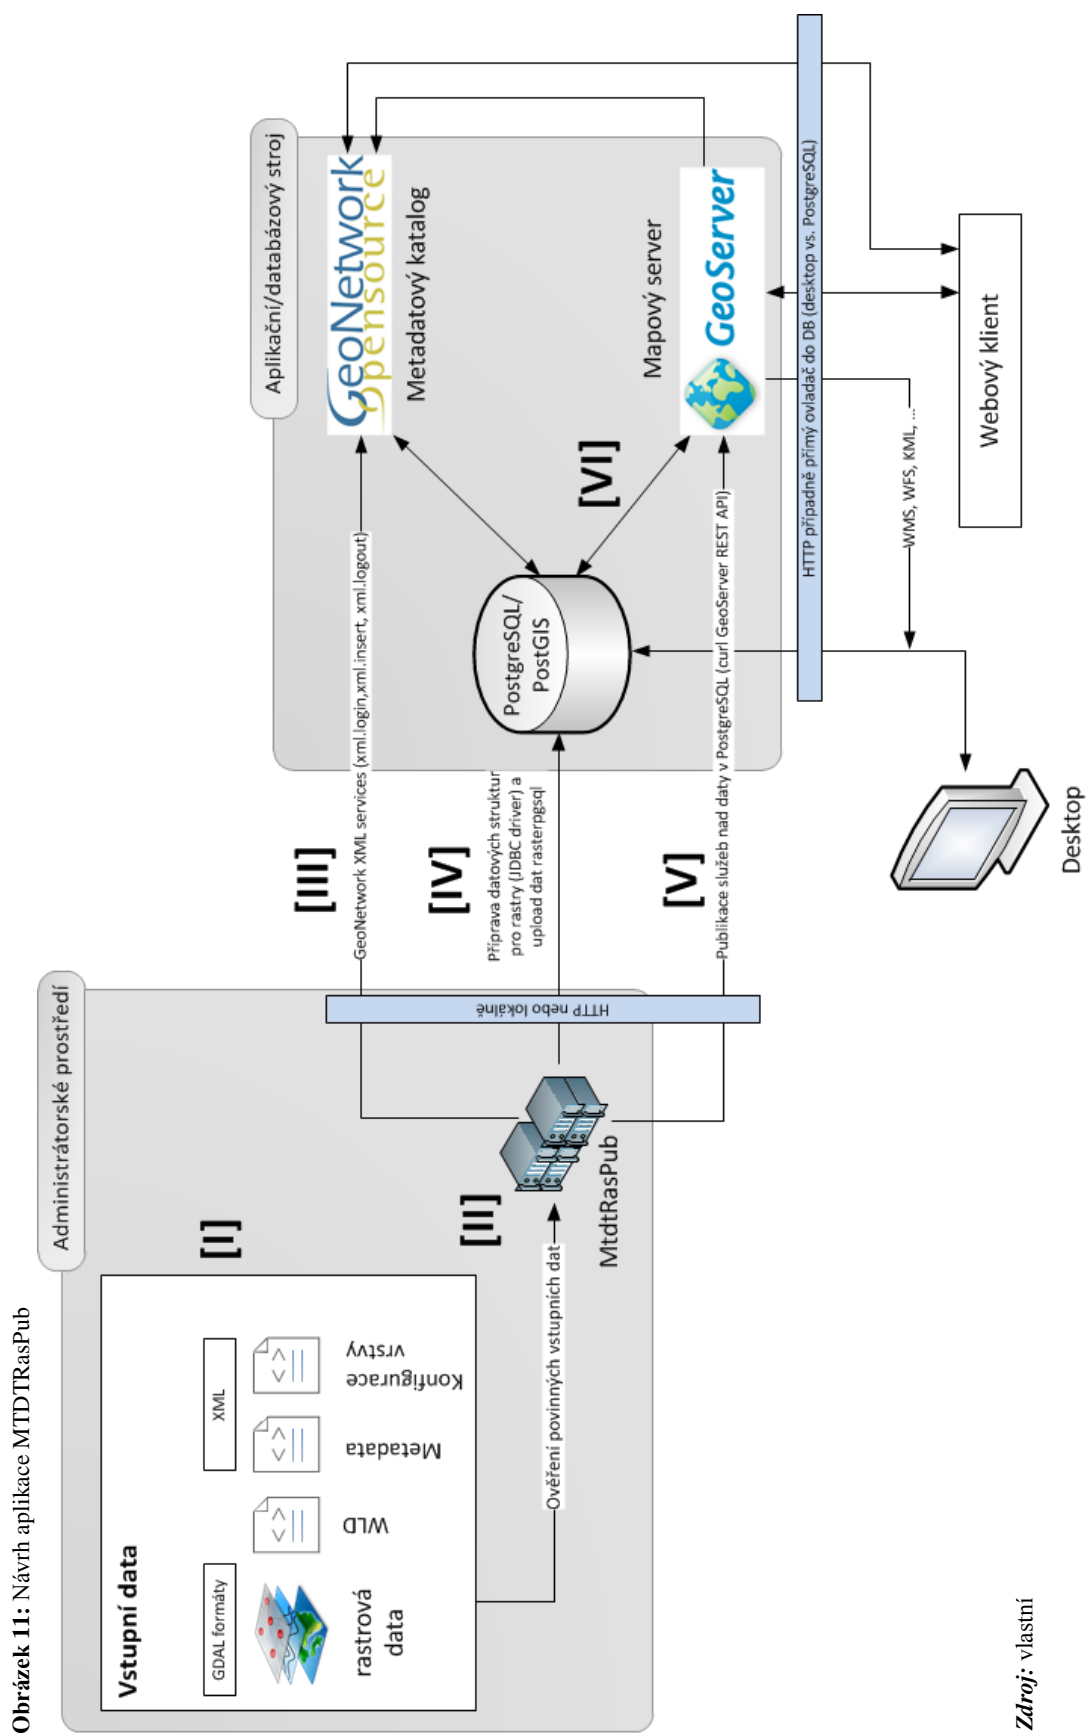 Obrázek 11: Návrh aplikace MTDTRasPub
Administrátorské prostředí
Vstupní data
GDAL formáty
XML
rastrová
data
WLD
Metadata
Konfigurace
vrstvy
[I]
[II]
Ověření povinných vstupních dat
MtdtRasPub
HTTP nebo lokálně
[III]
GeoNetwork XML services (xml.login,xml.insert, xml.logout)
[IV]
Příprava datových struktur
pro rastry (JDBC driver) a
upload dat rasterpgsql
[V]
Publikace služeb nad daty v PostgreSQL (curl GeoServer REST API)
Aplikační/databázový stroj
GeoNetwork
Opensource
Metadatový katalog
PostgreSQL/
PostGIS
[VI]
Mapový server
GeoServer
HTTP případně přímý ovladač do DB (desktop vs. PostgreSQL)
WMS, WFS, KML, ...
Webový klient
Desktop
Zdroj: vlastní